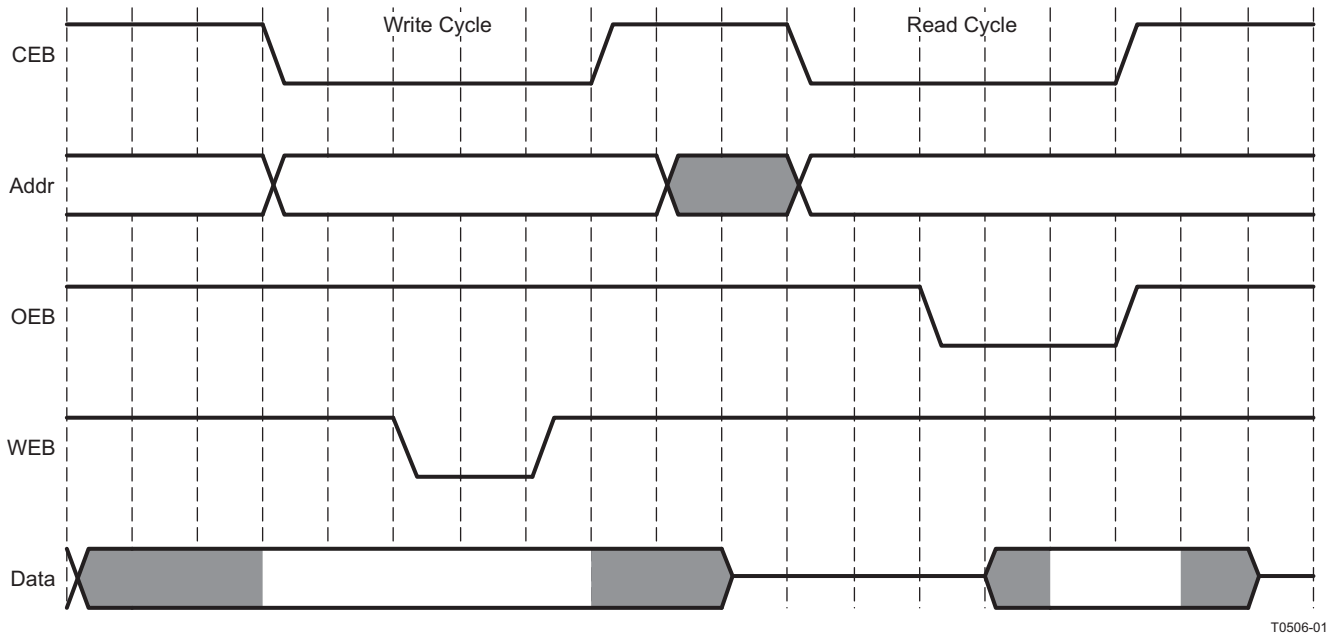 Write Cycle
Read Cycle
CEB
Addr
OEB
WEB
Data
T0506-01